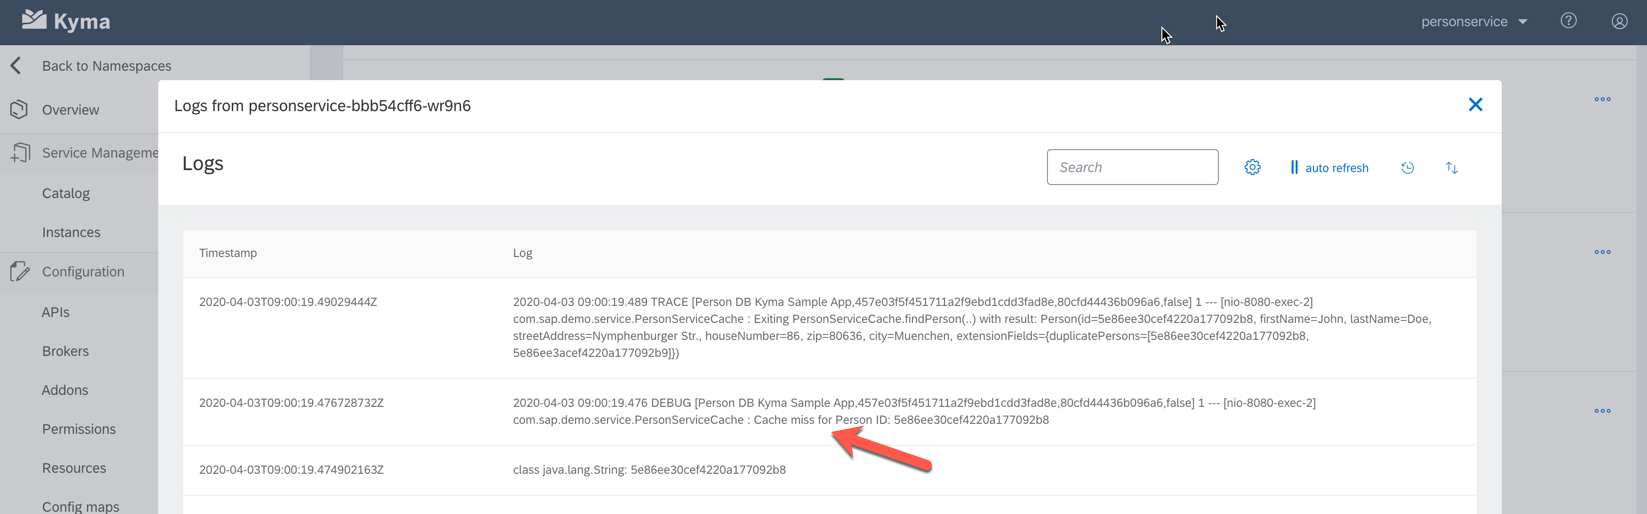 Kyma
personservice
Back to Namespaces
Overview
Service Manageme
Catalog
Instances
Configuration
APIs
Brokers
Addons
Permissions
Resources
Config maps
Logs from personservice-bbb54cff6-wr9n6
Logs
Search
auto refresh
Timestamp Log
2020-04-03T09:00:19.49029444Z
2020-04-03 09:00:19.489 TRACE [Person DB Kyma Sample App,457e03f5f451711a2f9ebd1cdd3fad8e,80cfd44436b096a6,false] 1 --- [nio-8080-exec-2]
com.sap.demo.service.PersonServiceCache : Exiting PersonServiceCache.findPerson(..) with result: Person(id=5e86ee30cef4220a177092b8, firstName=John, lastName=Doe,
streetAddress=Nymphenburger Str., houseNumber=86, zip=80636, city=Muenchen, extensionFields={duplicatePersons=[5e86ee30cef4220a177092b8,
5e86ee3acef4220a177092b9]})
2020-04-03T09:00:19.476728732Z
2020-04-03 09:00:19.476 DEBUG [Person DB Kyma Sample App,457e03f5f451711a2f9ebd1cdd3fad8e,80cfd44436b096a6,false] 1 --- [nio-8080-exec-2]
com.sap.demo.service.PersonServiceCache : Cache miss for Person ID: 5e86ee30cef4220a177092b8
2020-04-03T09:00:19.474902163Z
class java.lang.String: 5e86ee30cef4220a177092b8